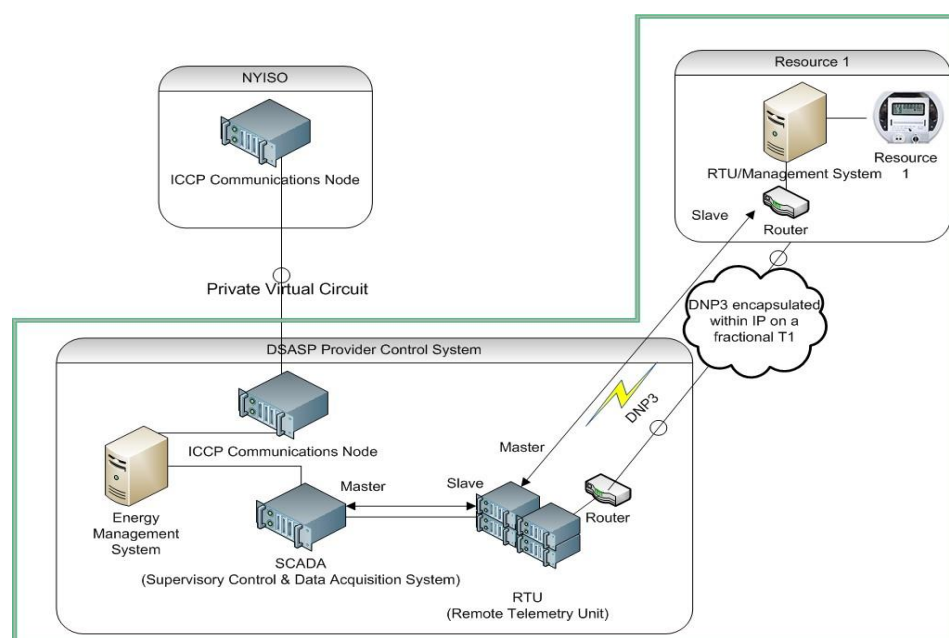 NYISO
ICCP Communications Node
Private Virtual Circuit
Resource 1
RTU/Management System
Resource
1
Slave
Router
DNP3 encapsulated
within IP on a
fractional T1
DSASP Provider Control System
ICCP Communications Node
Energy
Management
System
Master
Slave
SCADA
(Supervisory Control & Data Acquisition System)
Master
DNP3
Router
RTU
(Remote Telemetry Unit)